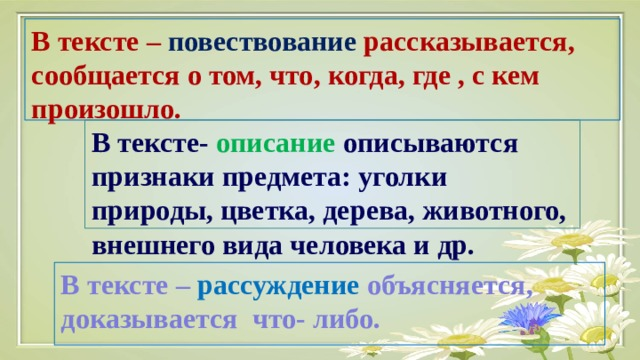 В тексте – повествование рассказывается,
сообщается о том, что, когда, где , с кем
произошло.
В тексте- описание описываются
признаки предмета: уголки
природы, цветка, дерева, животного,
внешнего вида человека и др.
В тексте – рассуждение объясняется,
доказывается  что- либо.